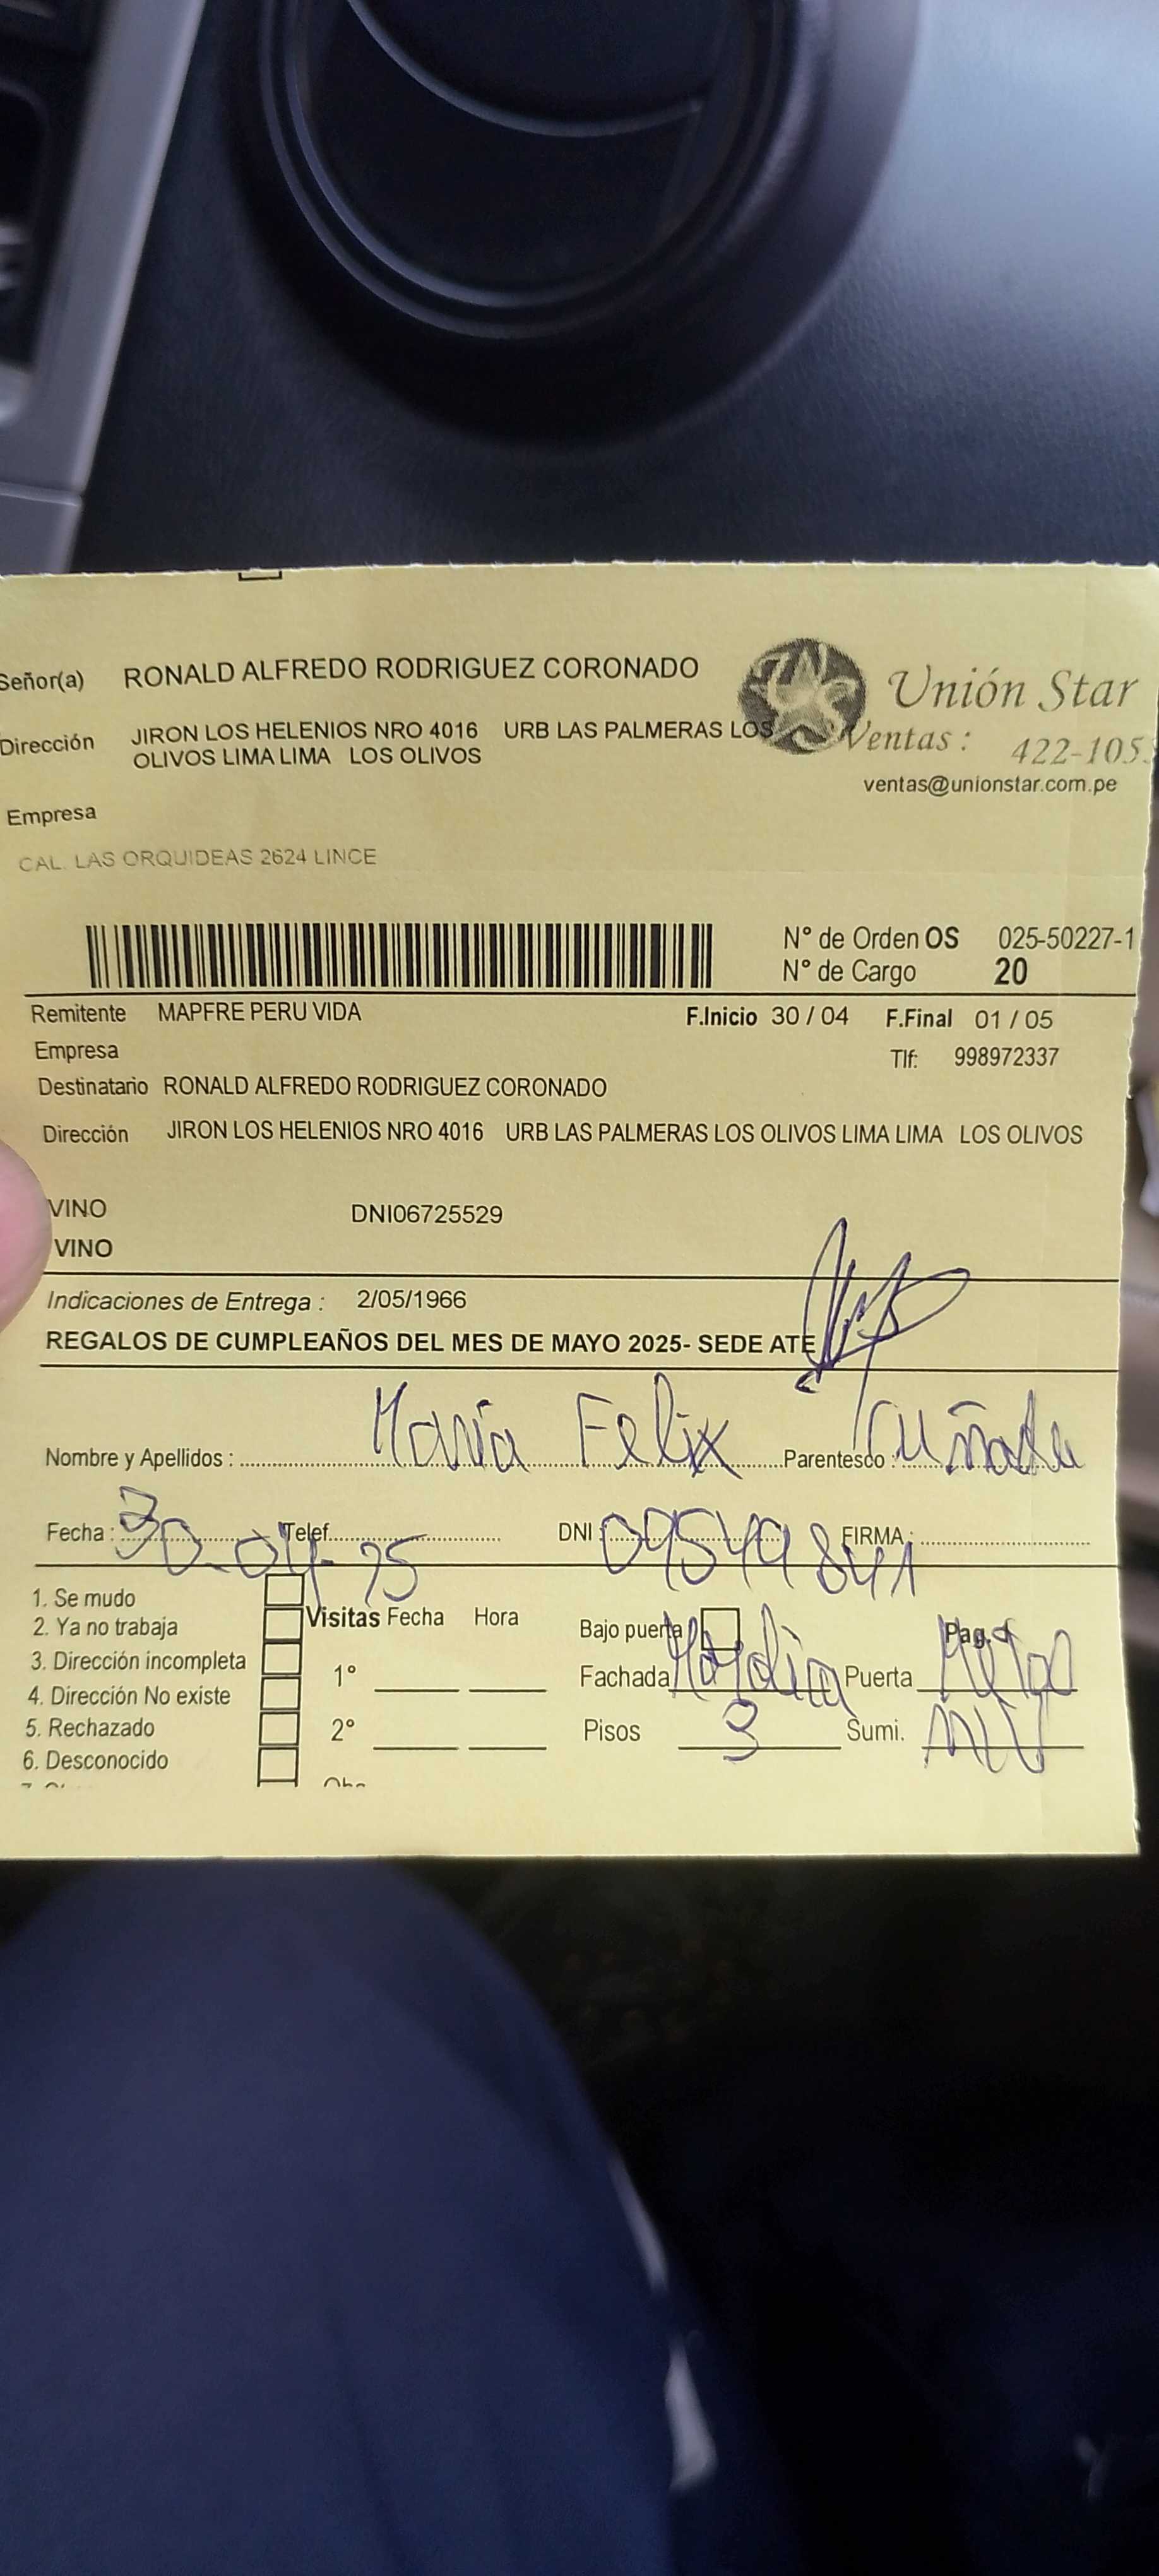 Señor(a) RONALD ALFREDO RODRIGUEZ CORONADO
Unión Star
Dirección JIRON LOS HELENIOS NRO 4016 URB LAS PALMERAS LOS
OLIVOS LIMA LIMA LOS OLIVOS
Ventas : 422-105
ventas@unionstar.com.pe
Empresa
CAL. LAS ORQUIDEAS 2624 LINCE
N° de Orden OS 025-50227-1
N° de Cargo 20
Remitente MAPFRE PERU VIDA F.Inicio 30 / 04 F.Final 01 / 05
Empresa Tlf: 998972337
Destinatario RONALD ALFREDO RODRIGUEZ CORONADO
Dirección JIRON LOS HELENIOS NRO 4016 URB LAS PALMERAS LOS OLIVOS LIMA LIMA LOS OLIVOS
VINO DNI06725529
VINO
Indicaciones de Entrega : 2/05/1966
REGALOS DE CUMPLEAÑOS DEL MES DE MAYO 2025- SEDE ATE
Nombre y Apellidos : María Felix Parentesco : Cuñada
Fecha : 30-04-25 Telef. DNI : 09549841 FIRMA :
1. Se mudo
2. Ya no trabaja Visitas Fecha Hora Bajo puerta Pag.
3. Dirección incompleta 1° Fachada Puerta Metal
4. Dirección No existe
5. Rechazado 2° Pisos 3 Sumi.
6. Desconocido